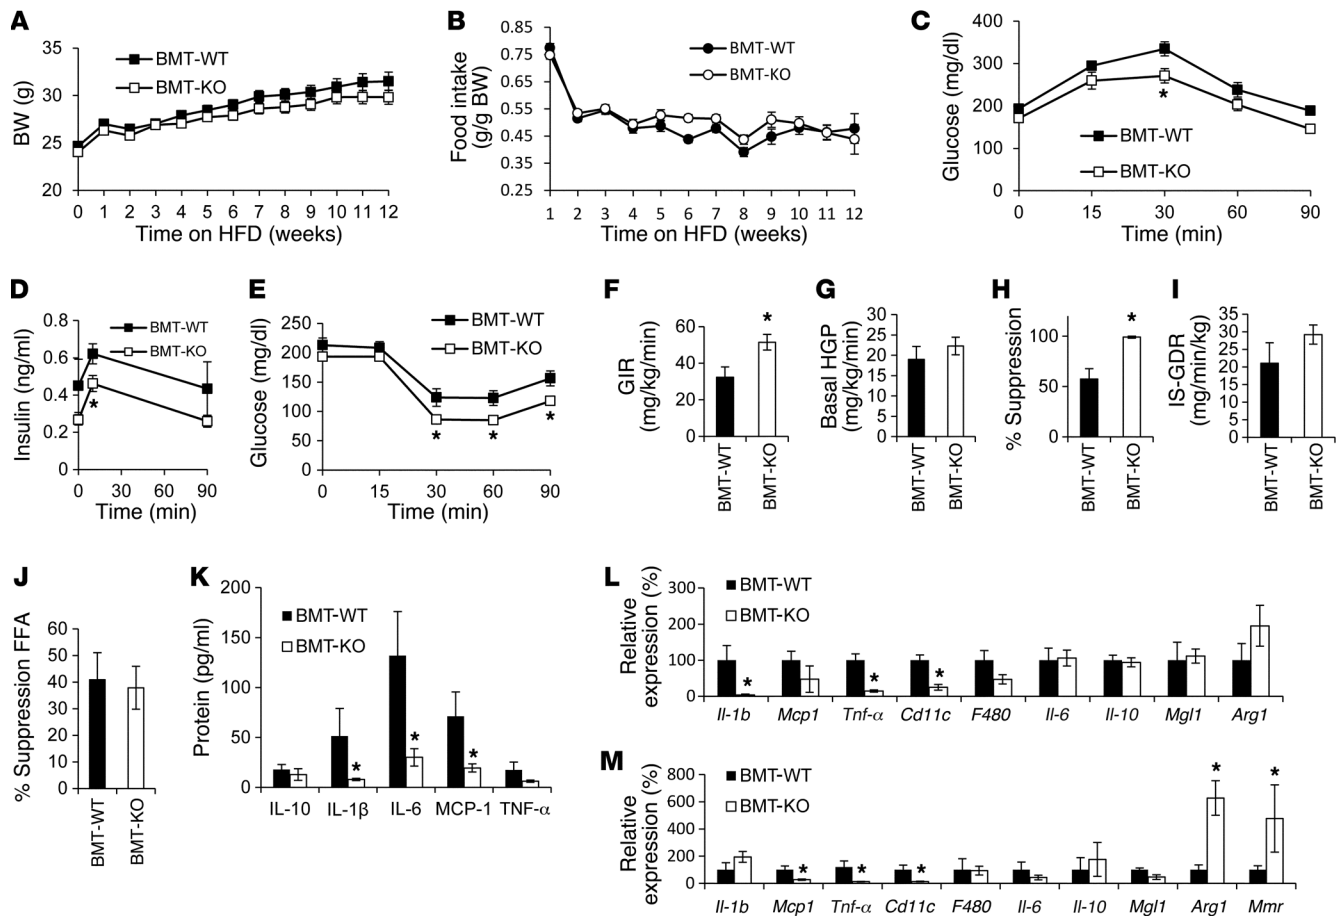 A
BW (g)
35
30
25
20
BMT-WT
BMT-KO
0 1 2 3 4 5 6 7 8 9 10 11 12
Time on HFD (weeks)
B
Food intake
(g/g BW)
0.85
0.75
0.65
0.55
0.45
0.35
0.25
BMT-WT
BMT-KO
1 2 3 4 5 6 7 8 9 10 11 12
Time on HFD (weeks)
C
Glucose (mg/dl)
400
300
200
100
0
*
BMT-WT
BMT-KO
0 15 30 60 90
Time (min)
D
Insulin (ng/ml)
0.8
0.6
0.4
0.2
0
BMT-WT
BMT-KO
*
0 30 60 90
Time (min)
E
Glucose (mg/dl)
250
200
150
100
50
0
BMT-WT
BMT-KO
* * *
0 15 30 60 90
Time (min)
F
GIR
(mg/kg/min)
60
40
20
0
*
BMT-WT
BMT-KO
G
Basal HGP
(mg/kg/min)
30
25
20
15
10
5
0
BMT-WT
BMT-KO
H
% Suppression
100
50
0
*
BMT-WT
BMT-KO
I
IS-GDR
(mg/min/kg)
35
30
25
20
15
10
5
0
BMT-WT
BMT-KO
J
% Suppression FFA
60
50
40
30
20
10
0
BMT-WT
BMT-KO
K
Protein (pg/ml)
200
150
100
50
0
BMT-WT
BMT-KO
* * *
IL-10 IL-1β IL-6 MCP-1 TNF-α
L
Relative
expression (%)
300
200
100
0
BMT-WT
BMT-KO
* * *
Il-1b Mcp1 Tnf-α Cd11c F480 Il-6 Il-10 Mgl1 Arg1
M
Relative
expression (%)
800
600
400
200
0
BMT-WT
BMT-KO
* * * * *
Il-1b Mcp1 Tnf-α Cd11c F480 Il-6 Il-10 Mgl1 Arg1 Mmr